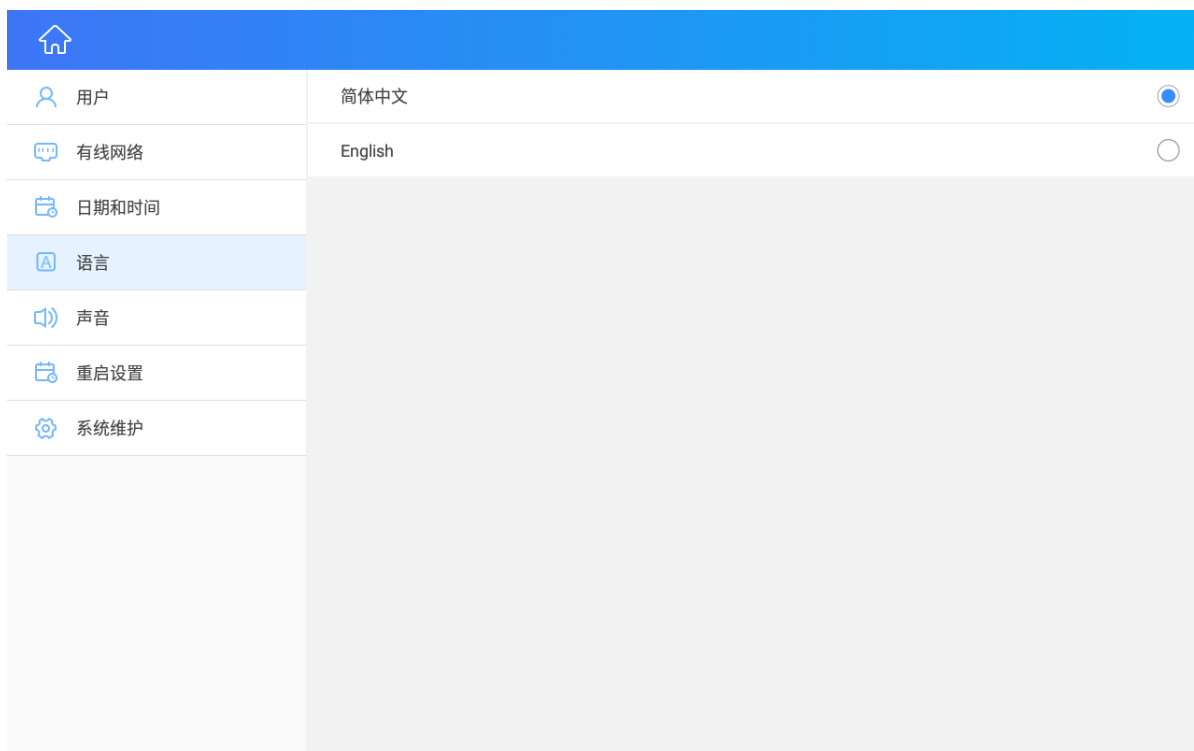 用户
有线网络
日期和时间
语言
声音
重启设置
系统维护
简体中文
English